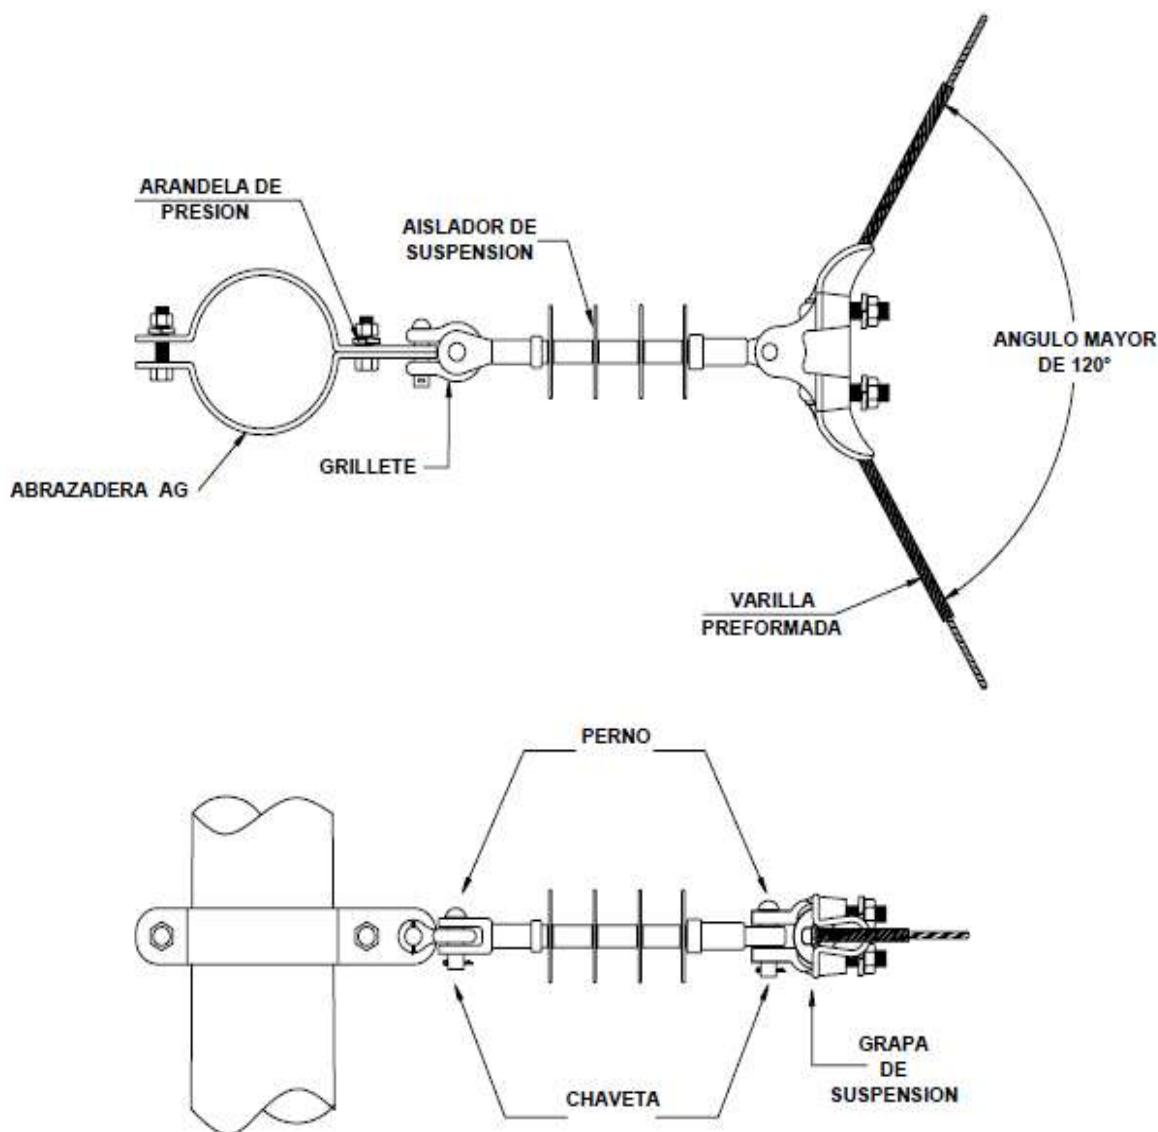 ARANDELA DE
PRESION
AISLADOR DE
SUSPENSION
ANGULO MAYOR
DE 120°
GRILLETE
ABRAZADERA AG
VARILLA
PREFORMADA
PERNO
GRAPA
DE
SUSPENSION
CHAVETA